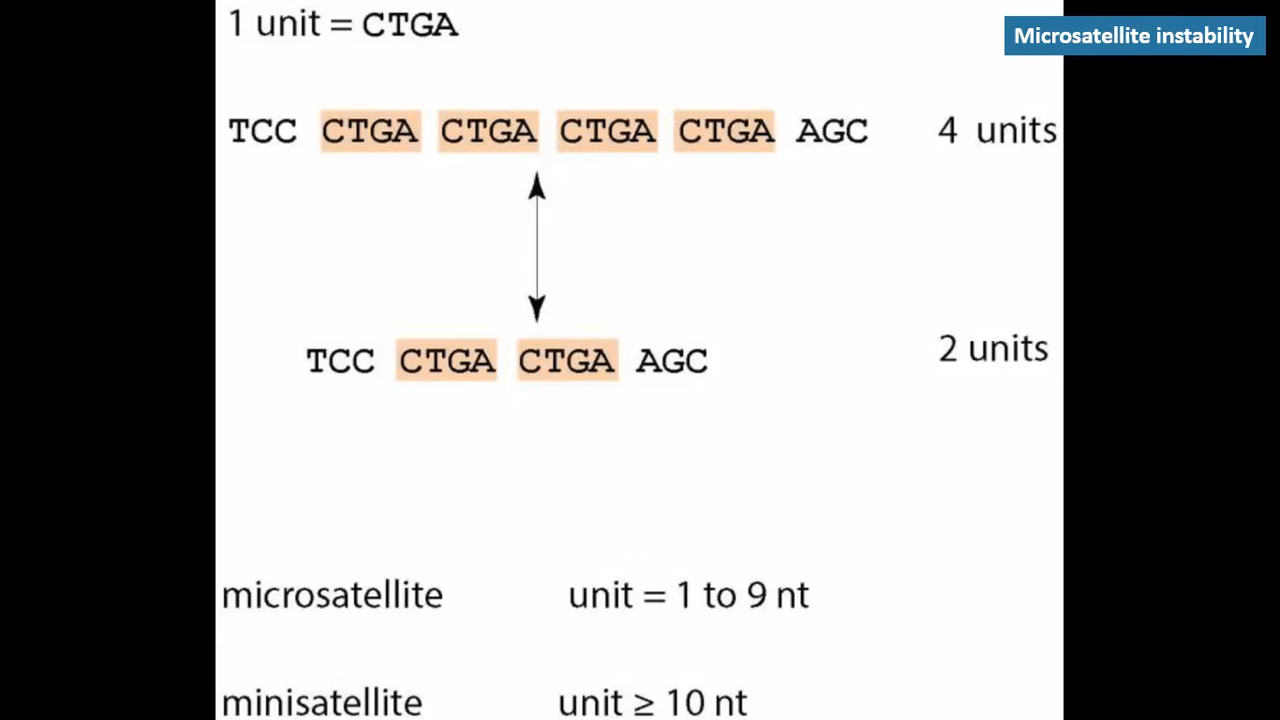 1 unit = CTGA
Microsatellite instability
TCC CTGA CTGA CTGA CTGA AGC 4 units
TCC CTGA CTGA AGC 2 units
microsatellite unit = 1 to 9 nt
minisatellite unit ≥ 10 nt